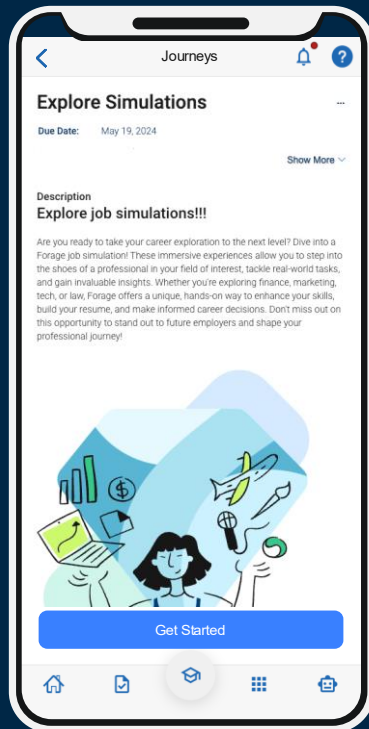 Journeys
?
Explore Simulations
...
Due Date: May 19, 2024
Show More
Description
Explore job simulations!!!
Are you ready to take your career exploration to the next level? Dive into a
Forage job simulation! These immersive experiences allow you to step into
the shoes of a professional in your field of interest, tackle real-world tasks,
and gain invaluable insights. Whether you're exploring finance, marketing,
tech, or law, Forage offers a unique, hands-on way to enhance your skills,
build your resume, and make informed career decisions. Don't miss out on
this opportunity to stand out to future employers and shape your
professional journey!
$
Get Started